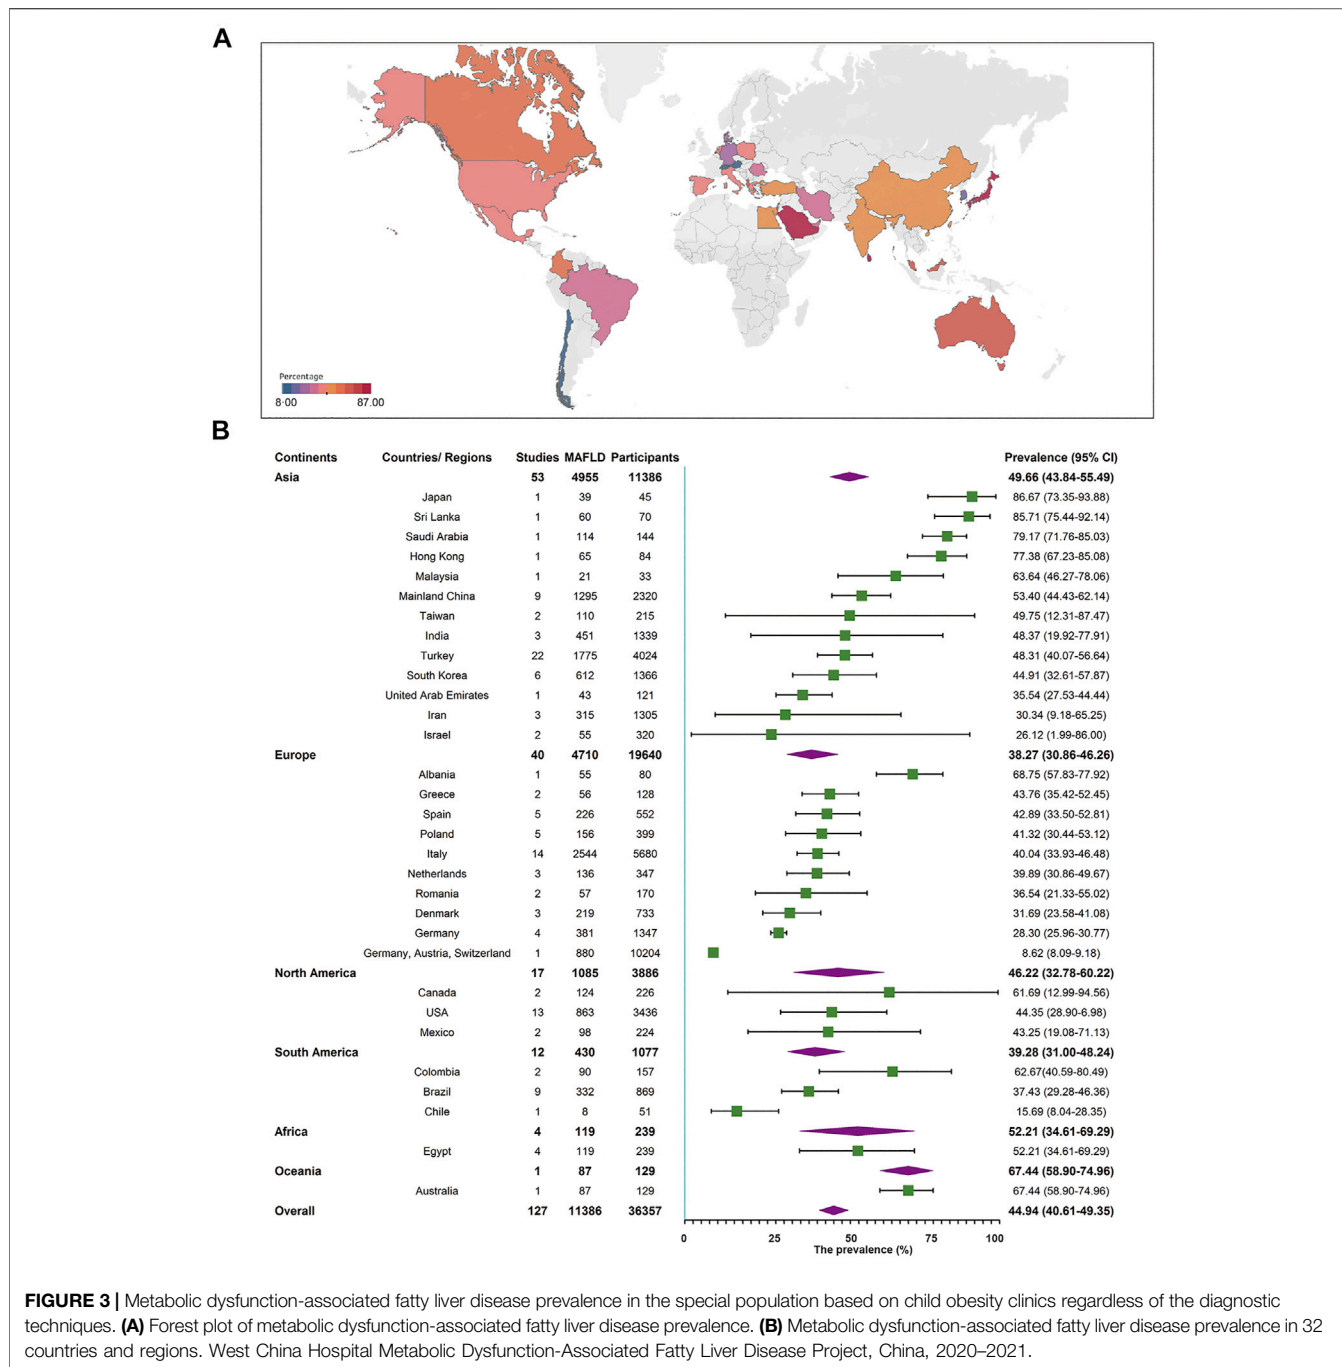 A
Percentage
8·00 87.00
B
Continents Countries/ Regions Studies MAFLD Participants Prevalence (95% CI)
Asia 53 4955 11386 49.66 (43.84-55.49)
Japan 1 39 45 86.67 (73.35-93.88)
Sri Lanka 1 60 70 85.71 (75.44-92.14)
Saudi Arabia 1 114 144 79.17 (71.76-85.03)
Hong Kong 1 65 84 77.38 (67.23-85.08)
Malaysia 1 21 33 63.64 (46.27-78.06)
Mainland China 9 1295 2320 53.40 (44.43-62.14)
Taiwan 2 110 215 49.75 (12.31-87.47)
India 3 451 1339 48.37 (19.92-77.91)
Turkey 22 1775 4024 48.31 (40.07-56.64)
South Korea 6 612 1366 44.91 (32.61-57.87)
United Arab Emirates 1 43 121 35.54 (27.53-44.44)
Iran 3 315 1305 30.34 (9.18-65.25)
Israel 2 55 320 26.12 (1.99-86.00)
Europe 40 4710 19640 38.27 (30.86-46.26)
Albania 1 55 80 68.75 (57.83-77.92)
Greece 2 56 128 43.76 (35.42-52.45)
Spain 5 226 552 42.89 (33.50-52.81)
Poland 5 156 399 41.32 (30.44-53.12)
Italy 14 2544 5680 40.04 (33.93-46.48)
Netherlands 3 136 347 39.89 (30.86-49.67)
Romania 2 57 170 36.54 (21.33-55.02)
Denmark 3 219 733 31.69 (23.58-41.08)
Germany 4 381 1347 28.30 (25.96-30.77)
Germany, Austria, Switzerland 1 880 10204 8.62 (8.09-9.18)
North America 17 1085 3886 46.22 (32.78-60.22)
Canada 2 124 226 61.69 (12.99-94.56)
USA 13 863 3436 44.35 (28.90-6.98)
Mexico 2 98 224 43.25 (19.08-71.13)
South America 12 430 1077 39.28 (31.00-48.24)
Colombia 2 90 157 62.67(40.59-80.49)
Brazil 9 332 869 37.43 (29.28-46.36)
Chile 1 8 51 15.69 (8.04-28.35)
Africa 4 119 239 52.21 (34.61-69.29)
Egypt 4 119 239 52.21 (34.61-69.29)
Oceania 1 87 129 67.44 (58.90-74.96)
Australia 1 87 129 67.44 (58.90-74.96)
Overall 127 11386 36357 44.94 (40.61-49.35)
0 25 50 75 100
The prevalence (%)
FIGURE 3 | Metabolic dysfunction-associated fatty liver disease prevalence in the special population based on child obesity clinics regardless of the diagnostic
techniques. (A) Forest plot of metabolic dysfunction-associated fatty liver disease prevalence. (B) Metabolic dysfunction-associated fatty liver disease prevalence in 32
countries and regions. West China Hospital Metabolic Dysfunction-Associated Fatty Liver Disease Project, China, 2020–2021.